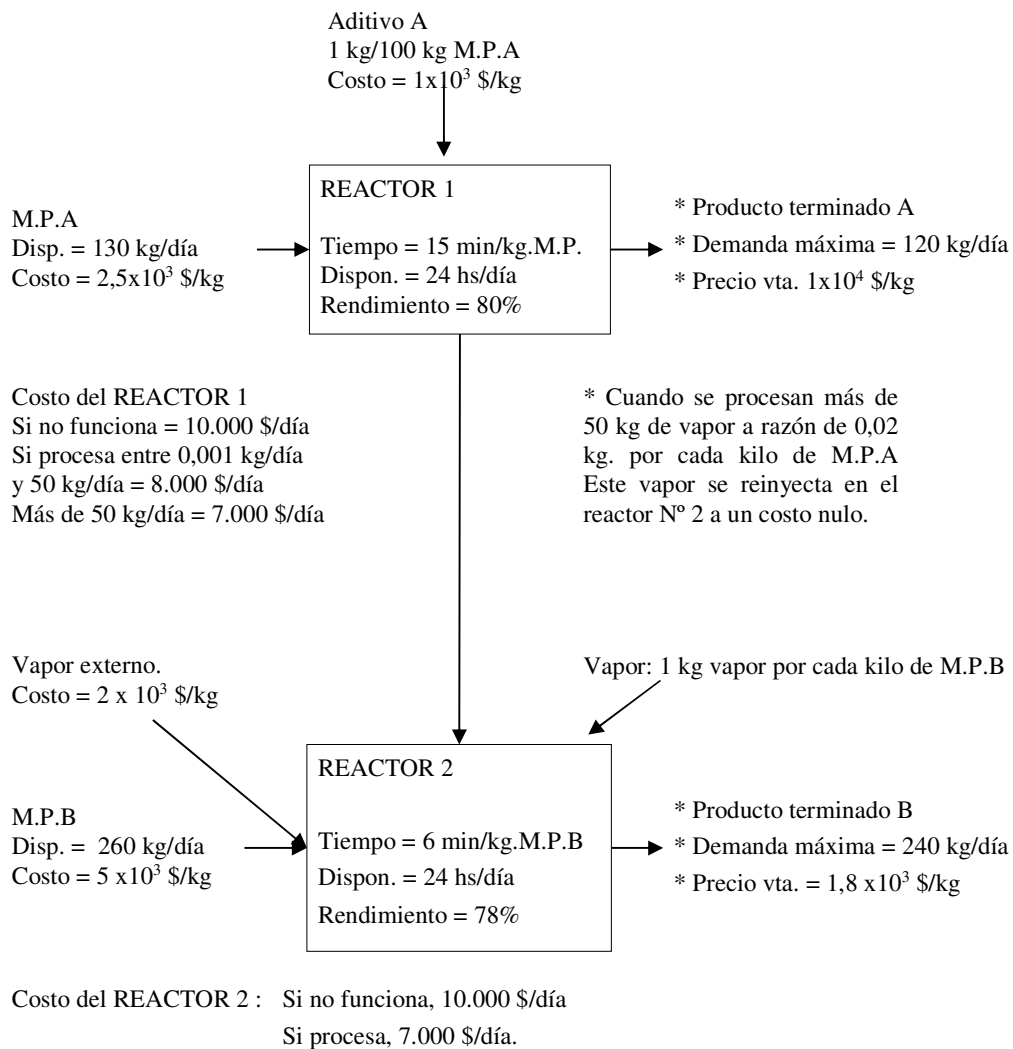 Aditivo A
1 kg/100 kg M.P.A
Costo = 1x10³ $/kg
REACTOR 1
Tiempo = 15 min/kg.M.P.
Dispon. = 24 hs/día
Rendimiento = 80%
M.P.A
Disp. = 130 kg/día
Costo = 2,5x10³ $/kg
* Producto terminado A
* Demanda máxima = 120 kg/día
* Precio vta. 1x10⁴ $/kg
Costo del REACTOR 1
Si no funciona = 10.000 $/día
Si procesa entre 0,001 kg/día
y 50 kg/día = 8.000 $/día
Más de 50 kg/día = 7.000 $/día
* Cuando se procesan más de
50 kg de vapor a razón de 0,02
kg. por cada kilo de M.P.A
Este vapor se reinyecta en el
reactor Nº 2 a un costo nulo.
Vapor externo.
Costo = 2 x 10³ $/kg
Vapor: 1 kg vapor por cada kilo de M.P.B
REACTOR 2
Tiempo = 6 min/kg.M.P.B
Dispon. = 24 hs/día
Rendimiento = 78%
M.P.B
Disp. = 260 kg/día
Costo = 5 x10³ $/kg
* Producto terminado B
* Demanda máxima = 240 kg/día
* Precio vta. = 1,8 x10³ $/kg
Costo del REACTOR 2 : Si no funciona, 10.000 $/día
Si procesa, 7.000 $/día.